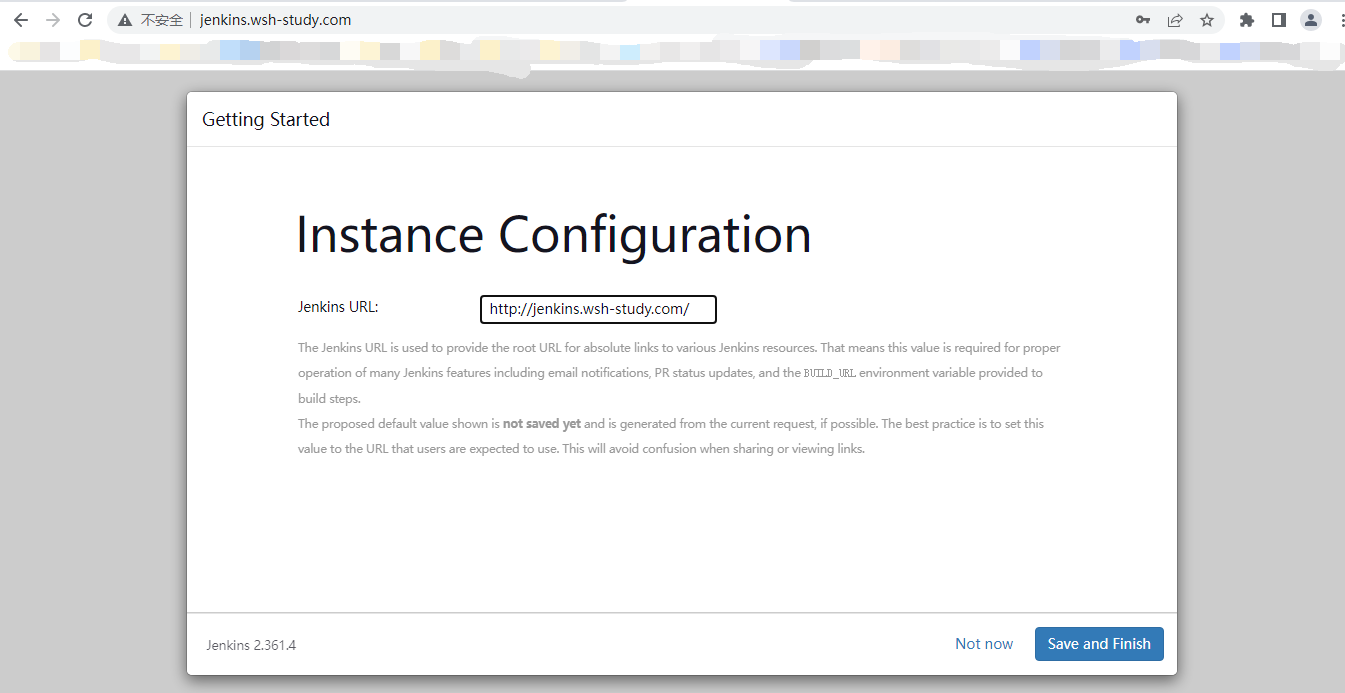 不安全 jenkins.wsh-study.com
Getting Started
Instance Configuration
Jenkins URL: http://jenkins.wsh-study.com/
The Jenkins URL is used to provide the root URL for absolute links to various Jenkins resources. That means this value is required for proper
operation of many Jenkins features including email notifications, PR status updates, and the BUILD_URL environment variable provided to
build steps.
The proposed default value shown is not saved yet and is generated from the current request, if possible. The best practice is to set this
value to the URL that users are expected to use. This will avoid confusion when sharing or viewing links.
Jenkins 2.361.4 Not now Save and Finish